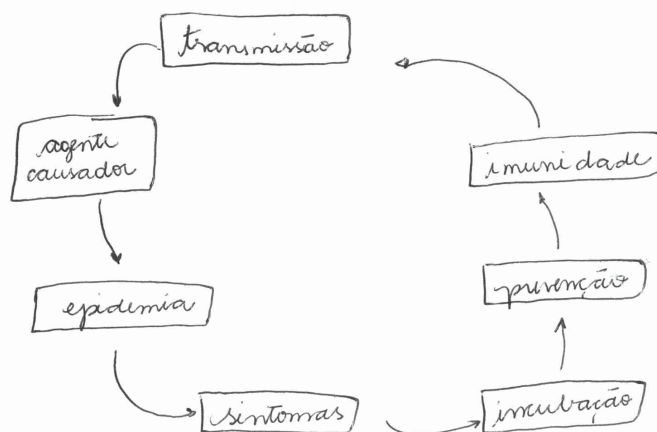 transmissão
agente
causador
imunidade
epidemia
prevenção
sintomas
incubação